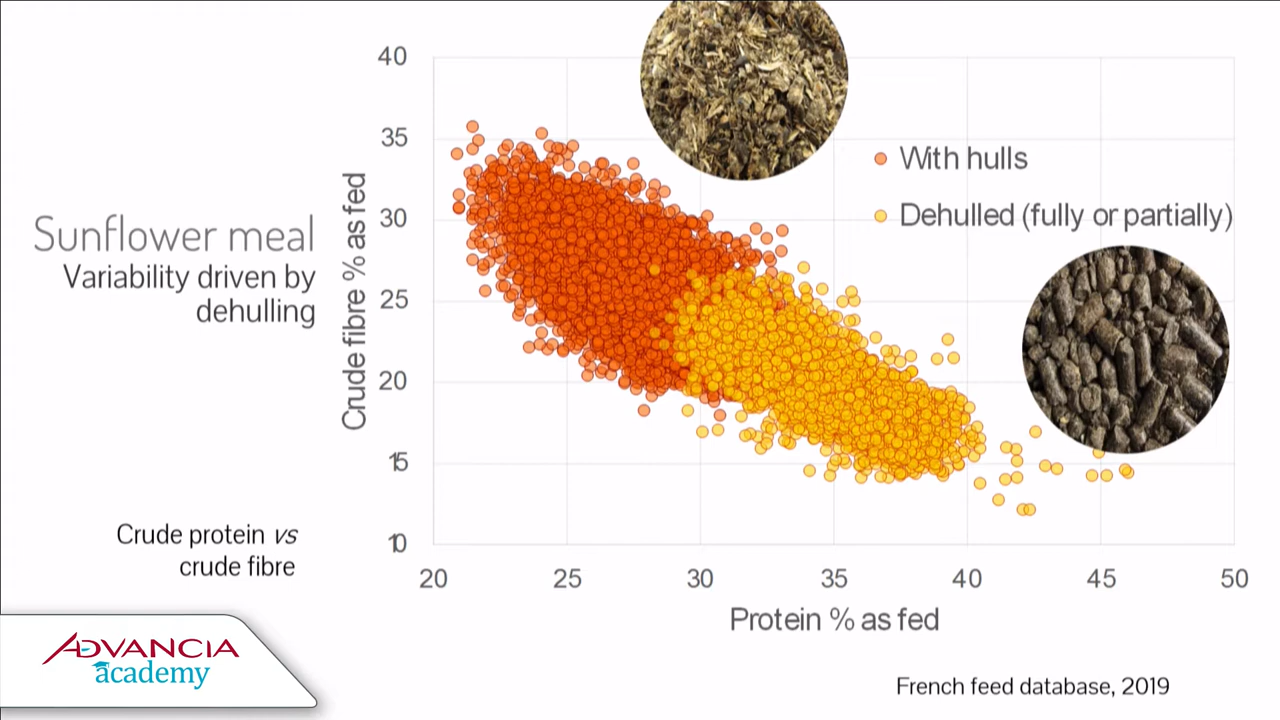 Sunflower meal
Variability driven by
dehulling
Crude protein vs
crude fibre
Crude fibre % as fed
40
35
30
25
20
15
10
20 25 30 35 40 45 50
Protein % as fed
With hulls
Dehulled (fully or partially)
ADVANCIA
academy
French feed database, 2019